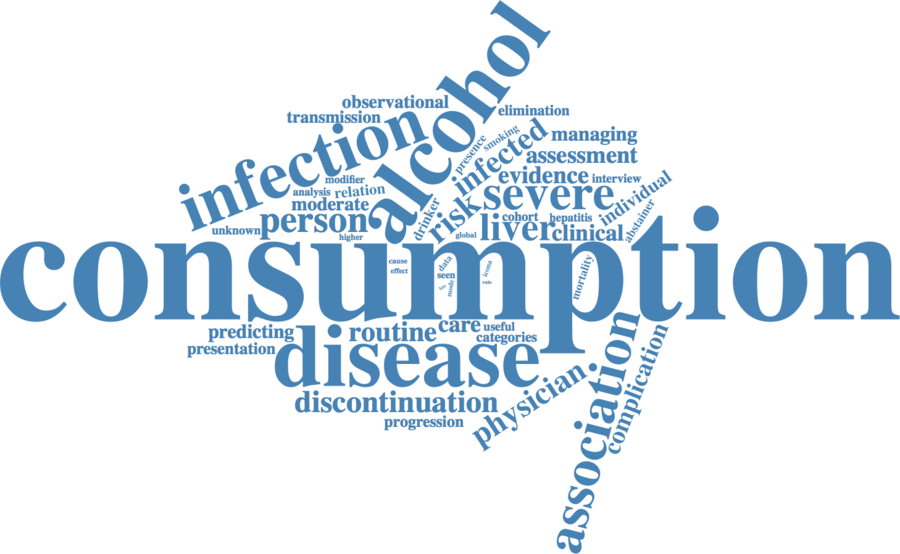 alcohol
observational
transmission
elimination
infection
presence
smoking
infected
managing
assessment
modifier
analysis
relation
evidence
interview
moderate
severe
individual
person
drinker
risk
cohort
hepatitis
abstainer
unknown
higher
global
liver
clinical
consumption
cause
effect
data
seen
mode
icona
rate
mortality
predicting
routine
care
useful
categories
presentation
disease
association
complication
discontinuation
physician
progression